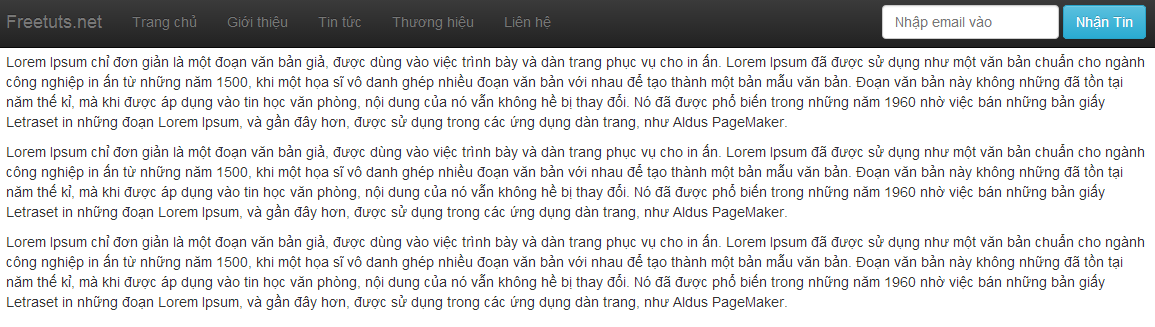 Freetuts.net Trang chủ Giới thiệu Tin tức Thương hiệu Liên hệ Nhập email vào Nhận Tin
Lorem Ipsum chỉ đơn giản là một đoạn văn bản giả, được dùng vào việc trình bày và dàn trang phục vụ cho in ấn. Lorem Ipsum đã được sử dụng như một văn bản chuẩn cho ngành
công nghiệp in ấn từ những năm 1500, khi một họa sĩ vô danh ghép nhiều đoạn văn bản với nhau để tạo thành một bản mẫu văn bản. Đoạn văn bản này không những đã tồn tại
năm thế kỉ, mà khi được áp dụng vào tin học văn phòng, nội dung của nó vẫn không hề bị thay đổi. Nó đã được phổ biến trong những năm 1960 nhờ việc bán những bản giấy
Letraset in những đoạn Lorem Ipsum, và gần đây hơn, được sử dụng trong các ứng dụng dàn trang, như Aldus PageMaker.
Lorem Ipsum chỉ đơn giản là một đoạn văn bản giả, được dùng vào việc trình bày và dàn trang phục vụ cho in ấn. Lorem Ipsum đã được sử dụng như một văn bản chuẩn cho ngành
công nghiệp in ấn từ những năm 1500, khi một họa sĩ vô danh ghép nhiều đoạn văn bản với nhau để tạo thành một bản mẫu văn bản. Đoạn văn bản này không những đã tồn tại
năm thế kỉ, mà khi được áp dụng vào tin học văn phòng, nội dung của nó vẫn không hề bị thay đổi. Nó đã được phổ biến trong những năm 1960 nhờ việc bán những bản giấy
Letraset in những đoạn Lorem Ipsum, và gần đây hơn, được sử dụng trong các ứng dụng dàn trang, như Aldus PageMaker.
Lorem Ipsum chỉ đơn giản là một đoạn văn bản giả, được dùng vào việc trình bày và dàn trang phục vụ cho in ấn. Lorem Ipsum đã được sử dụng như một văn bản chuẩn cho ngành
công nghiệp in ấn từ những năm 1500, khi một họa sĩ vô danh ghép nhiều đoạn văn bản với nhau để tạo thành một bản mẫu văn bản. Đoạn văn bản này không những đã tồn tại
năm thế kỉ, mà khi được áp dụng vào tin học văn phòng, nội dung của nó vẫn không hề bị thay đổi. Nó đã được phổ biến trong những năm 1960 nhờ việc bán những bản giấy
Letraset in những đoạn Lorem Ipsum, và gần đây hơn, được sử dụng trong các ứng dụng dàn trang, như Aldus PageMaker.